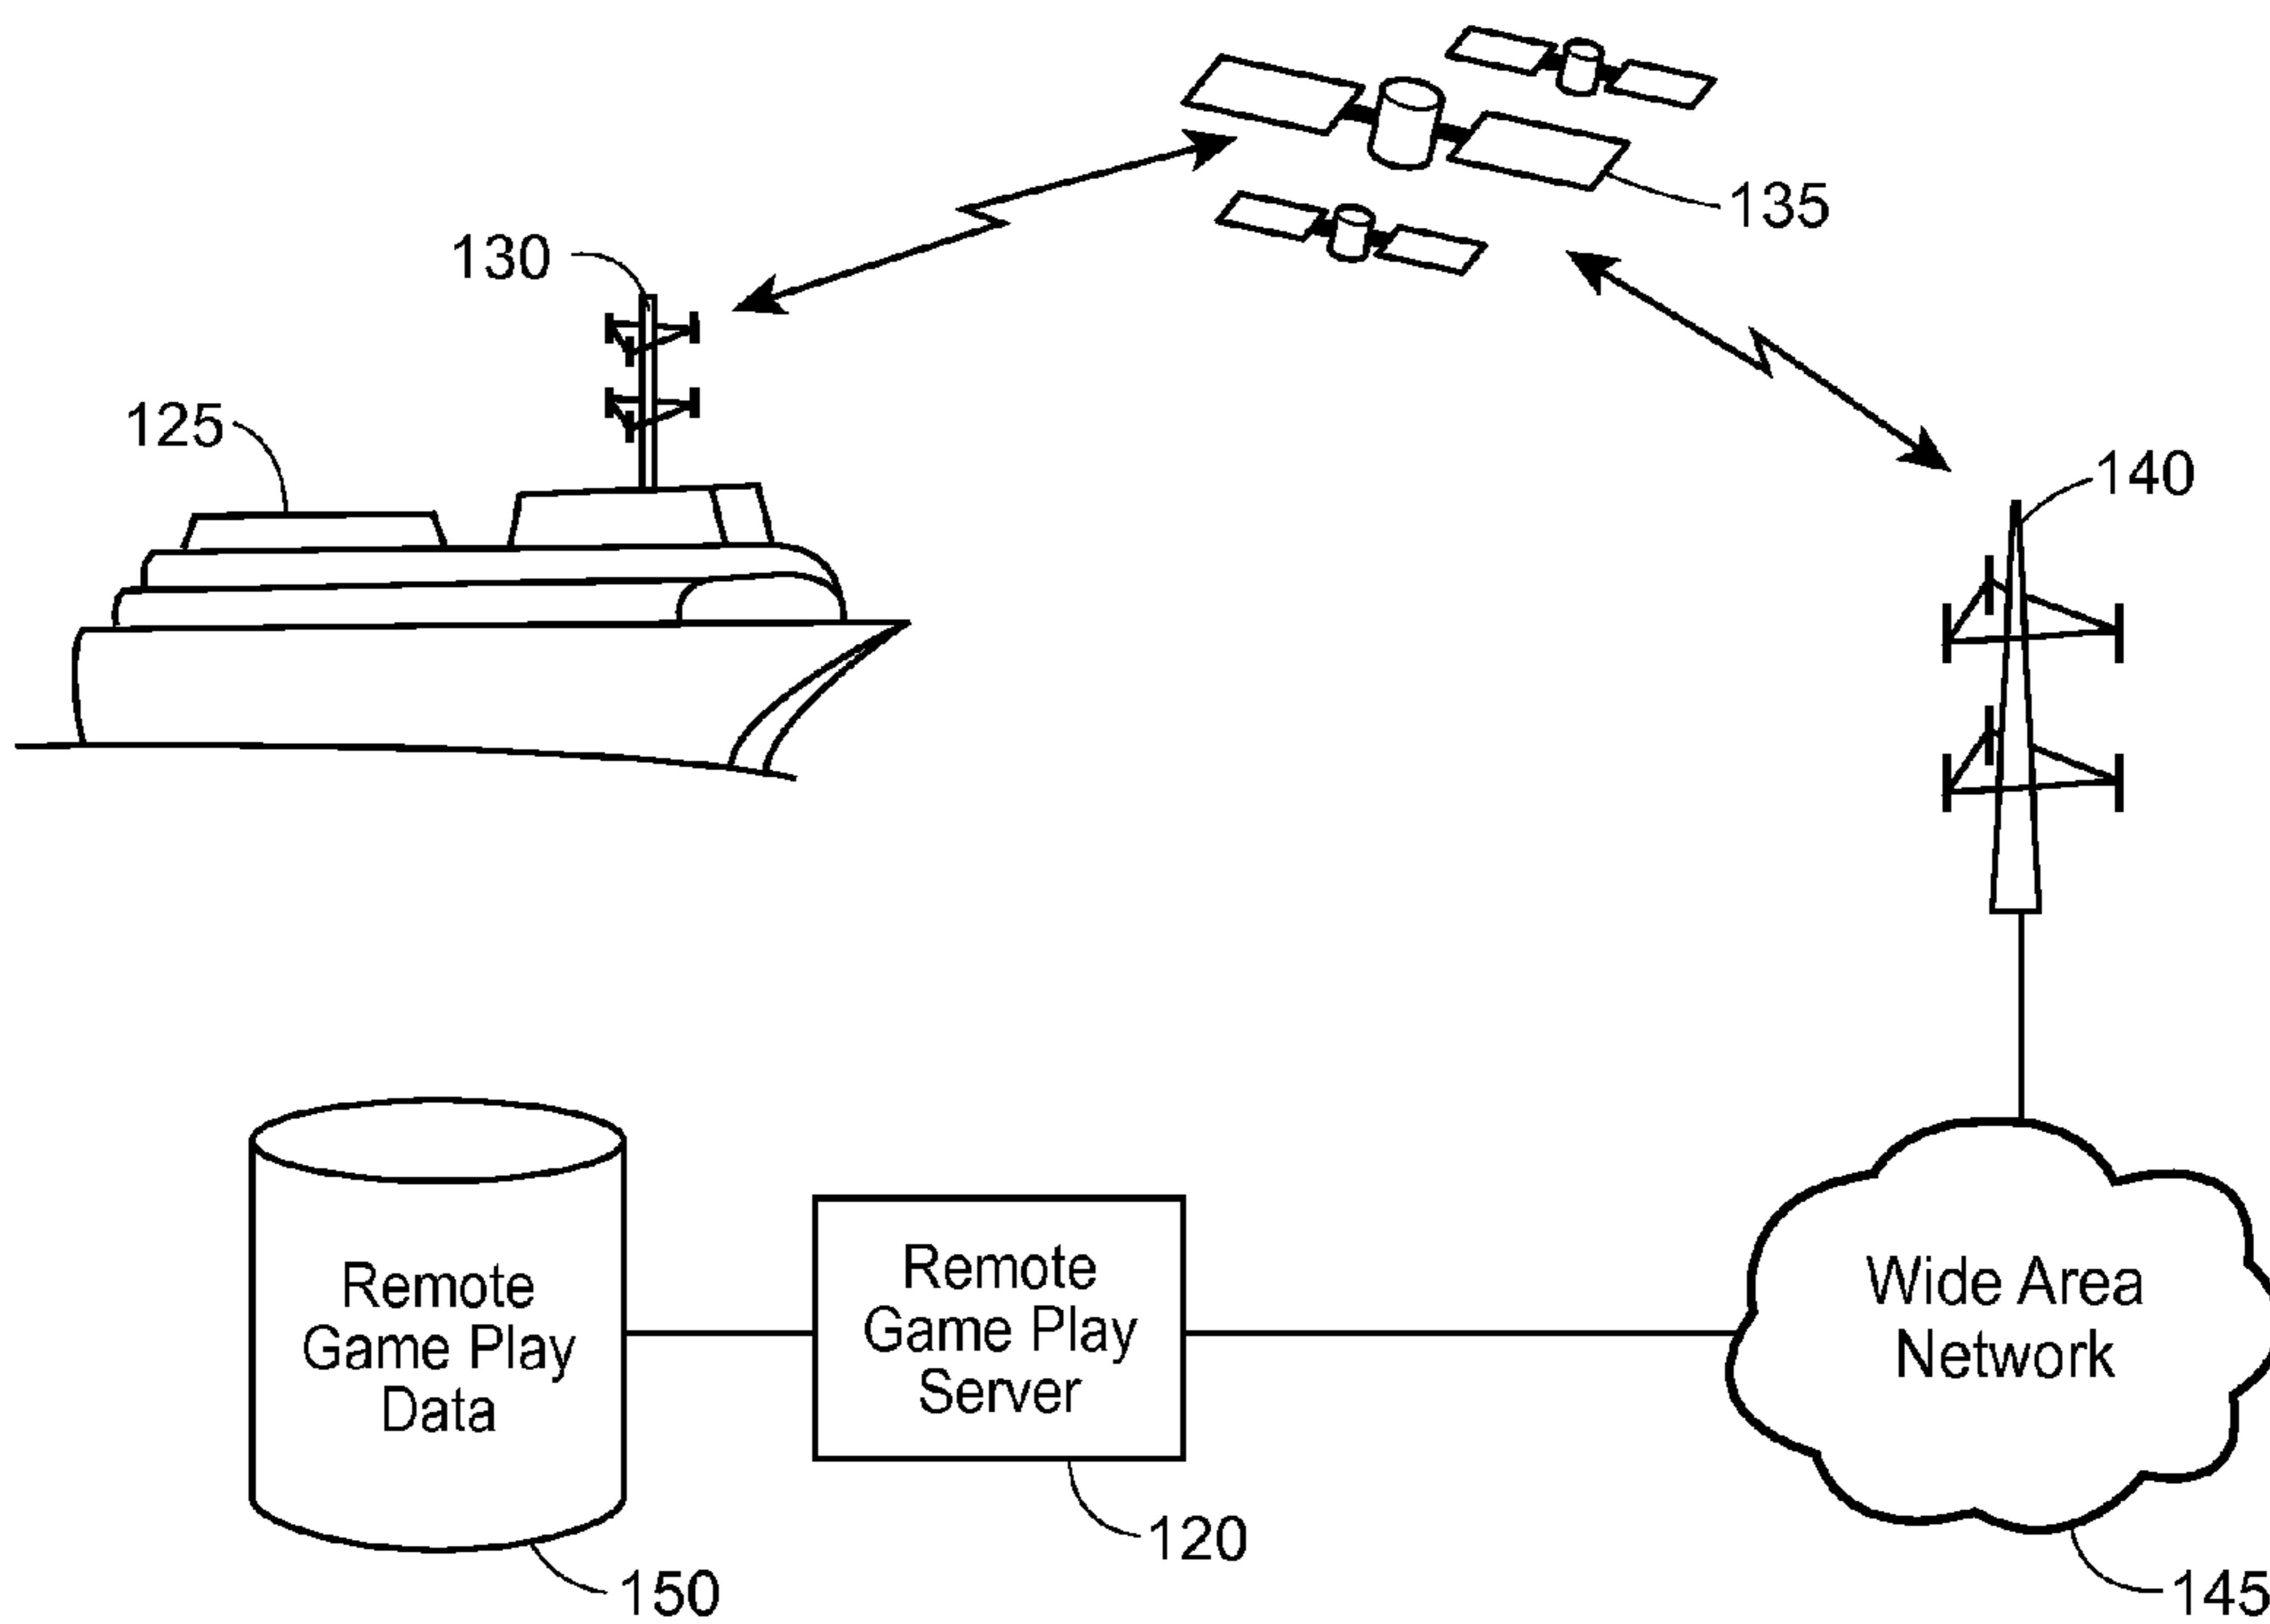 135
130
125
140
Remote
Game Play
Data
Remote
Game Play
Server
Wide Area
Network
120
150
145